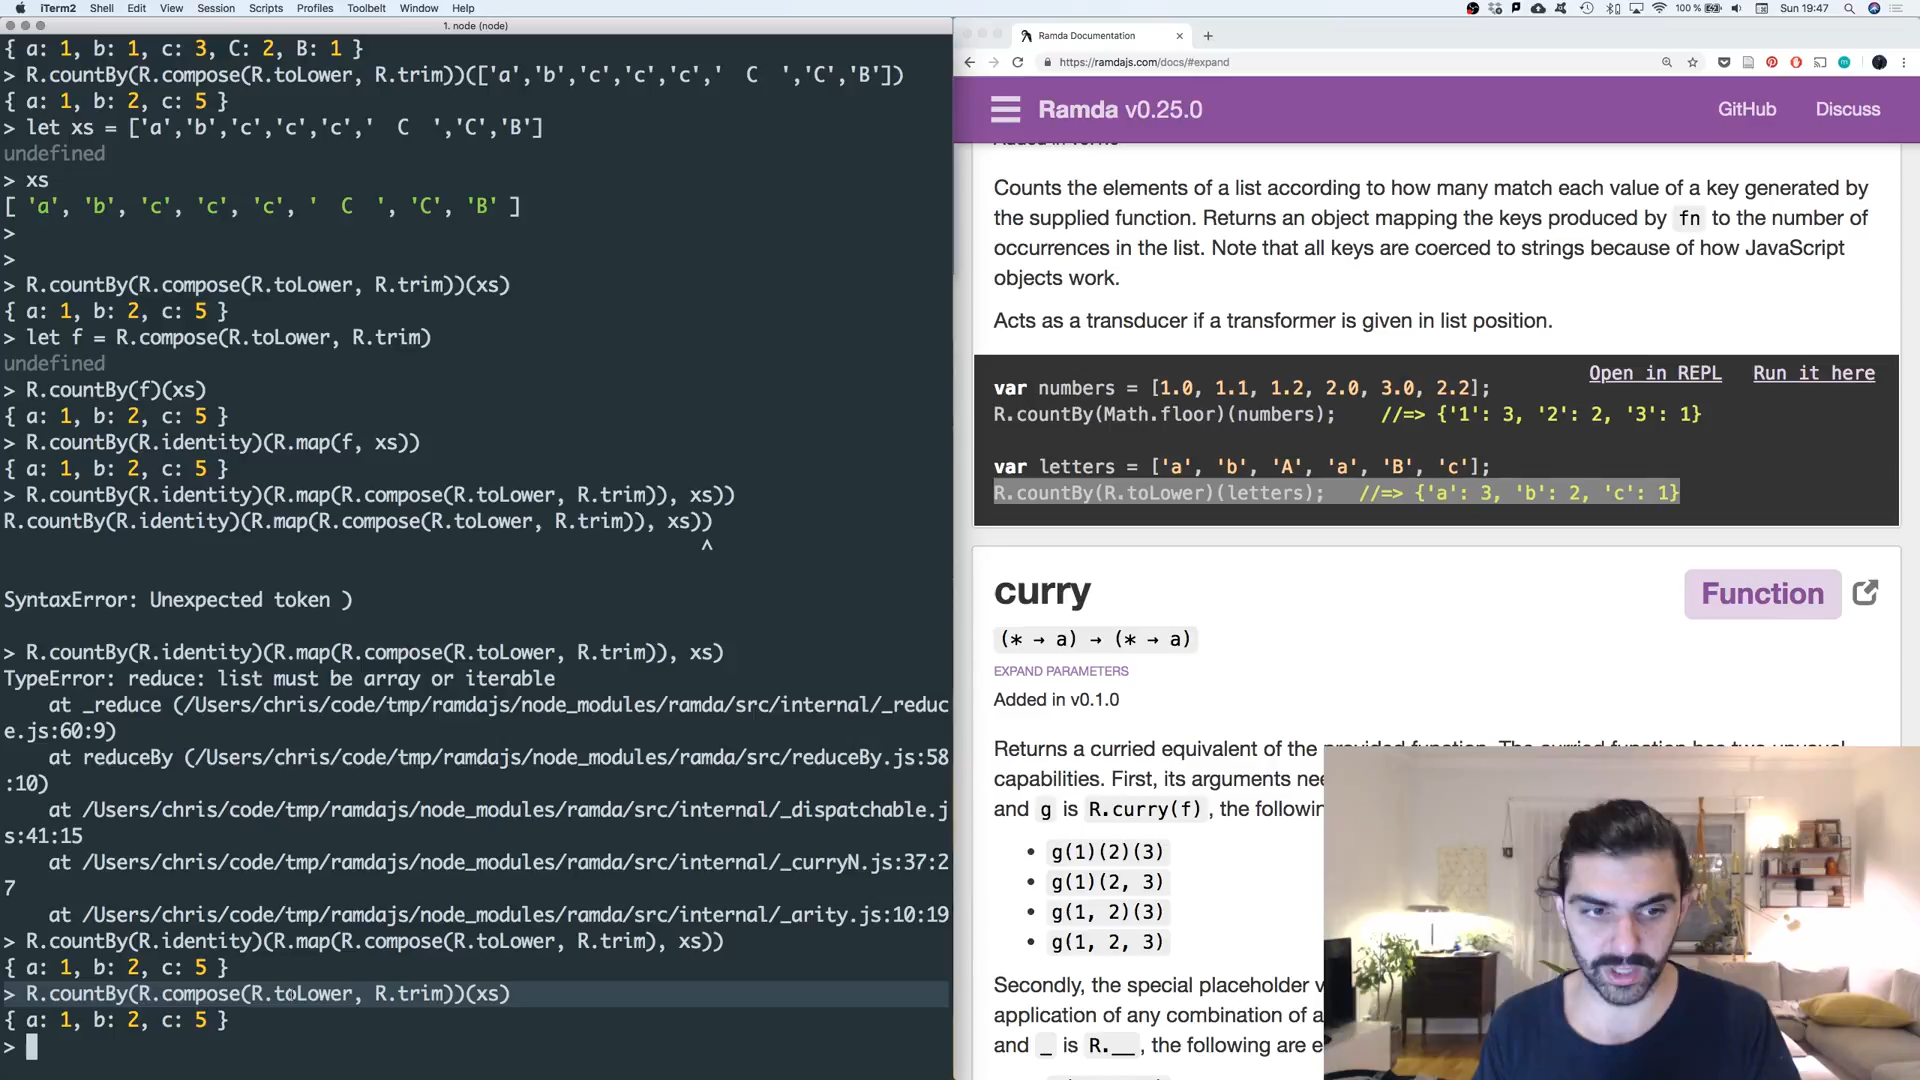 iTerm2 Shell Edit View Session Scripts Profiles Toolbelt Window Help
100 % Sun 19:47
1. node (node)
{ a: 1, b: 1, c: 3, C: 2, B: 1 }
> R.countBy(R.compose(R.toLower, R.trim))(['a','b','c','c','c','  C  ','C','B'])
{ a: 1, b: 2, c: 5 }
> let xs = ['a','b','c','c','c','  C  ','C','B']
undefined
> xs
[ 'a', 'b', 'c', 'c', 'c', '  C  ', 'C', 'B' ]
>
>
> R.countBy(R.compose(R.toLower, R.trim))(xs)
{ a: 1, b: 2, c: 5 }
> let f = R.compose(R.toLower, R.trim)
undefined
> R.countBy(f)(xs)
{ a: 1, b: 2, c: 5 }
> R.countBy(R.identity)(R.map(f, xs))
{ a: 1, b: 2, c: 5 }
> R.countBy(R.identity)(R.map(R.compose(R.toLower, R.trim)), xs))
R.countBy(R.identity)(R.map(R.compose(R.toLower, R.trim)), xs))
^
SyntaxError: Unexpected token )
> R.countBy(R.identity)(R.map(R.compose(R.toLower, R.trim)), xs)
TypeError: reduce: list must be array or iterable
at _reduce (/Users/chris/code/tmp/ramdajs/node_modules/ramda/src/internal/_reduc
e.js:60:9)
at reduceBy (/Users/chris/code/tmp/ramdajs/node_modules/ramda/src/reduceBy.js:58
:10)
at /Users/chris/code/tmp/ramdajs/node_modules/ramda/src/internal/_dispatchable.j
s:41:15
at /Users/chris/code/tmp/ramdajs/node_modules/ramda/src/internal/_curryN.js:37:2
7
at /Users/chris/code/tmp/ramdajs/node_modules/ramda/src/internal/_arity.js:10:19
> R.countBy(R.identity)(R.map(R.compose(R.toLower, R.trim), xs))
{ a: 1, b: 2, c: 5 }
> R.countBy(R.compose(R.toLower, R.trim))(xs)
{ a: 1, b: 2, c: 5 }
>
Ramda Documentation
https://ramdajs.com/docs/#expand
Ramda v0.25.0
GitHub Discuss
Counts the elements of a list according to how many match each value of a key generated by
the supplied function. Returns an object mapping the keys produced by fn to the number of
occurrences in the list. Note that all keys are coerced to strings because of how JavaScript
objects work.
Acts as a transducer if a transformer is given in list position.
Open in REPL Run it here
var numbers = [1.0, 1.1, 1.2, 2.0, 3.0, 2.2];
R.countBy(Math.floor)(numbers);    //=> {'1': 3, '2': 2, '3': 1}
var letters = ['a', 'b', 'A', 'a', 'B', 'c'];
R.countBy(R.toLower)(letters);   //=> {'a': 3, 'b': 2, 'c': 1}
curry
Function
(* → a) → (* → a)
EXPAND PARAMETERS
Added in v0.1.0
Returns a curried equivalent of the provided function. The curried function has two unusual
capabilities. First, its arguments nee
and g is R.curry(f) , the followin
• g(1)(2)(3)
• g(1)(2, 3)
• g(1, 2)(3)
• g(1, 2, 3)
Secondly, the special placeholder v
application of any combination of a
and _ is R.__ , the following are e